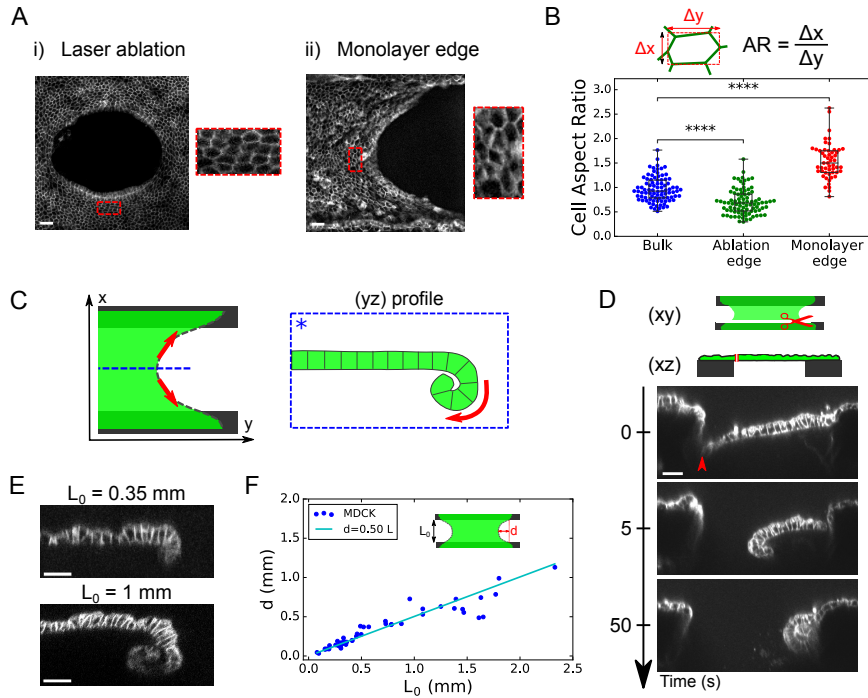 A
i) Laser ablation
ii) Monolayer edge
B
Δy
Δx
AR = Δx/Δy
****
****
Cell Aspect Ratio
3.0
2.5
2.0
1.5
1.0
0.5
0.0
Bulk
Ablation edge
Monolayer edge
C
x
y
(yz) profile
*
D
(xy)
(xz)
0
5
50
Time (s)
E
L0 = 0.35 mm
L0 = 1 mm
F
MDCK
d=0.50 L
L0
d
d (mm)
2.0
1.5
1.0
0.5
0.0
0.0 0.5 1.0 1.5 2.0 2.5
L0 (mm)